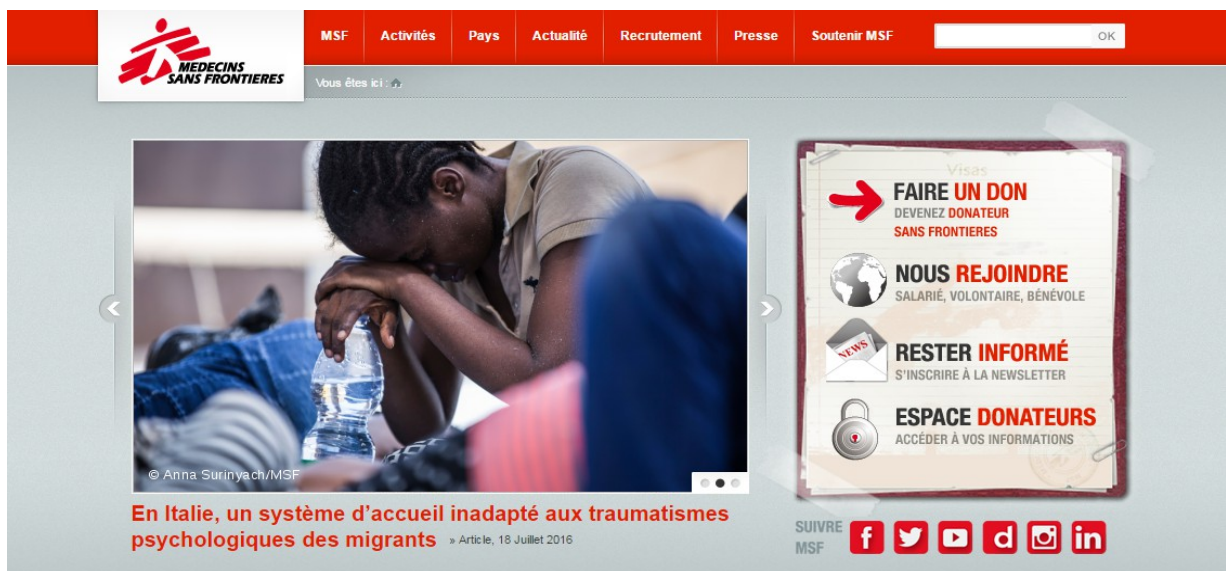 MSF
Activités
Pays
Actualité
Recrutement
Presse
Soutenir MSF
OK
MEDECINS
SANS FRONTIERES
Vous êtes ici :
Visas
FAIRE UN DON
DEVENEZ DONATEUR
SANS FRONTIERES
NOUS REJOINDRE
SALARIÉ, VOLONTAIRE, BÉNÉVOLE
NEWS
RESTER INFORMÉ
S'INSCRIRE À LA NEWSLETTER
ESPACE DONATEURS
ACCÉDER À VOS INFORMATIONS
© Anna Surinyach/MSF
En Italie, un système d’accueil inadapté aux traumatismes
psychologiques des migrants » Article, 18 Juillet 2016
SUIVRE
MSF
f
d
in